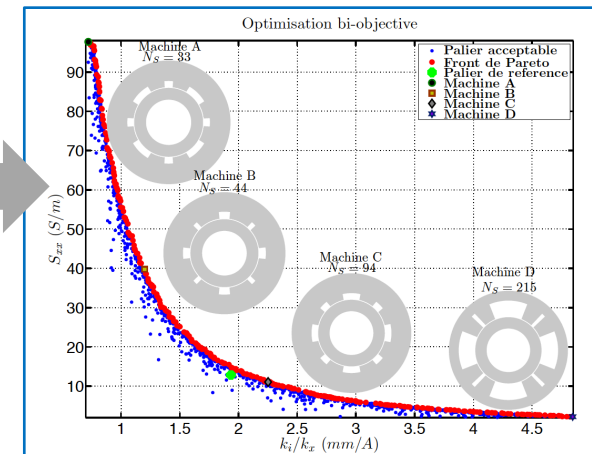 Optimisation bi-objective
Machine A
N_S = 33
Machine B
N_S = 44
Machine C
N_S = 94
Machine D
N_S = 215
Palier acceptable
Front de Pareto
Palier de reference
Machine A
Machine B
Machine C
Machine D
S_xx (S/m)
90
80
70
60
50
40
30
20
10
1
1.5
2
2.5
3
3.5
4
4.5
k_i/k_x (mm/A)